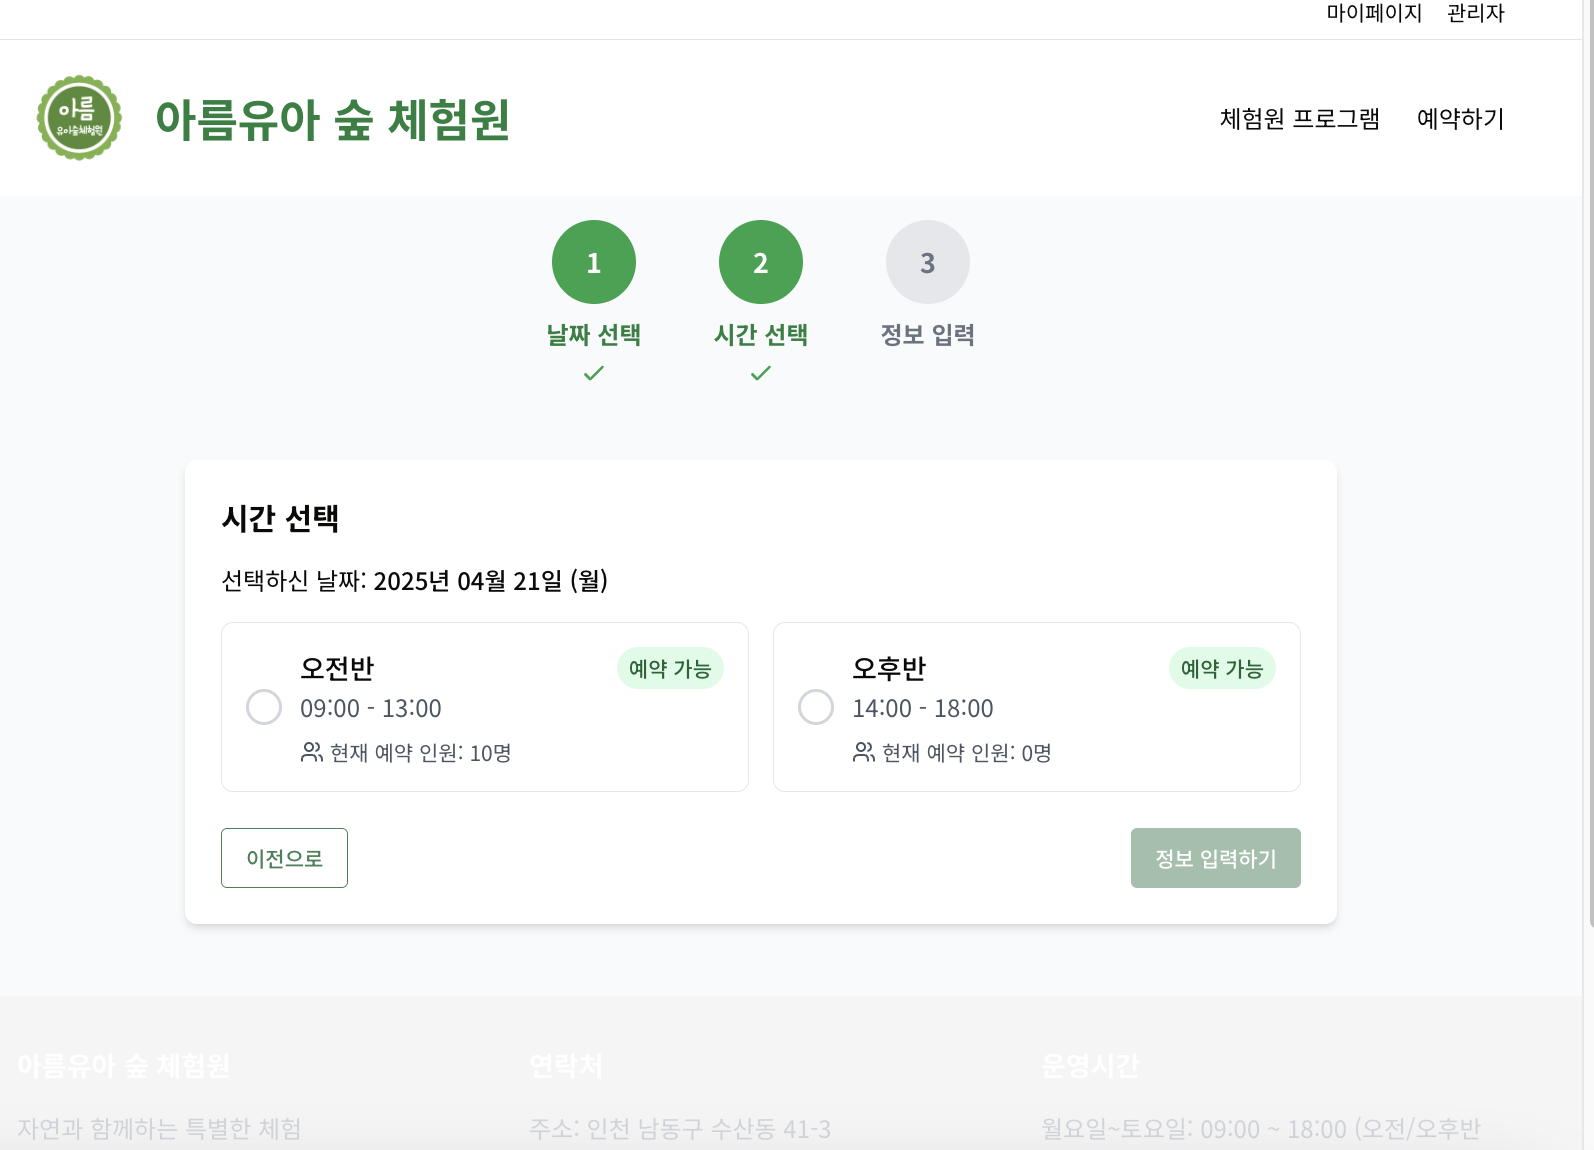 마이페이지 관리자
아름
유아숲체험원
아름유아 숲 체험원
체험원 프로그램 예약하기
1 2 3
날짜 선택 시간 선택 정보 입력
시간 선택
선택하신 날짜: 2025년 04월 21일 (월)
오전반 예약 가능
09:00 - 13:00
현재 예약 인원: 10명
오후반 예약 가능
14:00 - 18:00
현재 예약 인원: 0명
이전으로 정보 입력하기
아름유아 숲 체험원
자연과 함께하는 특별한 체험
연락처
주소: 인천 남동구 수산동 41-3
운영시간
월요일~토요일: 09:00 ~ 18:00 (오전/오후반